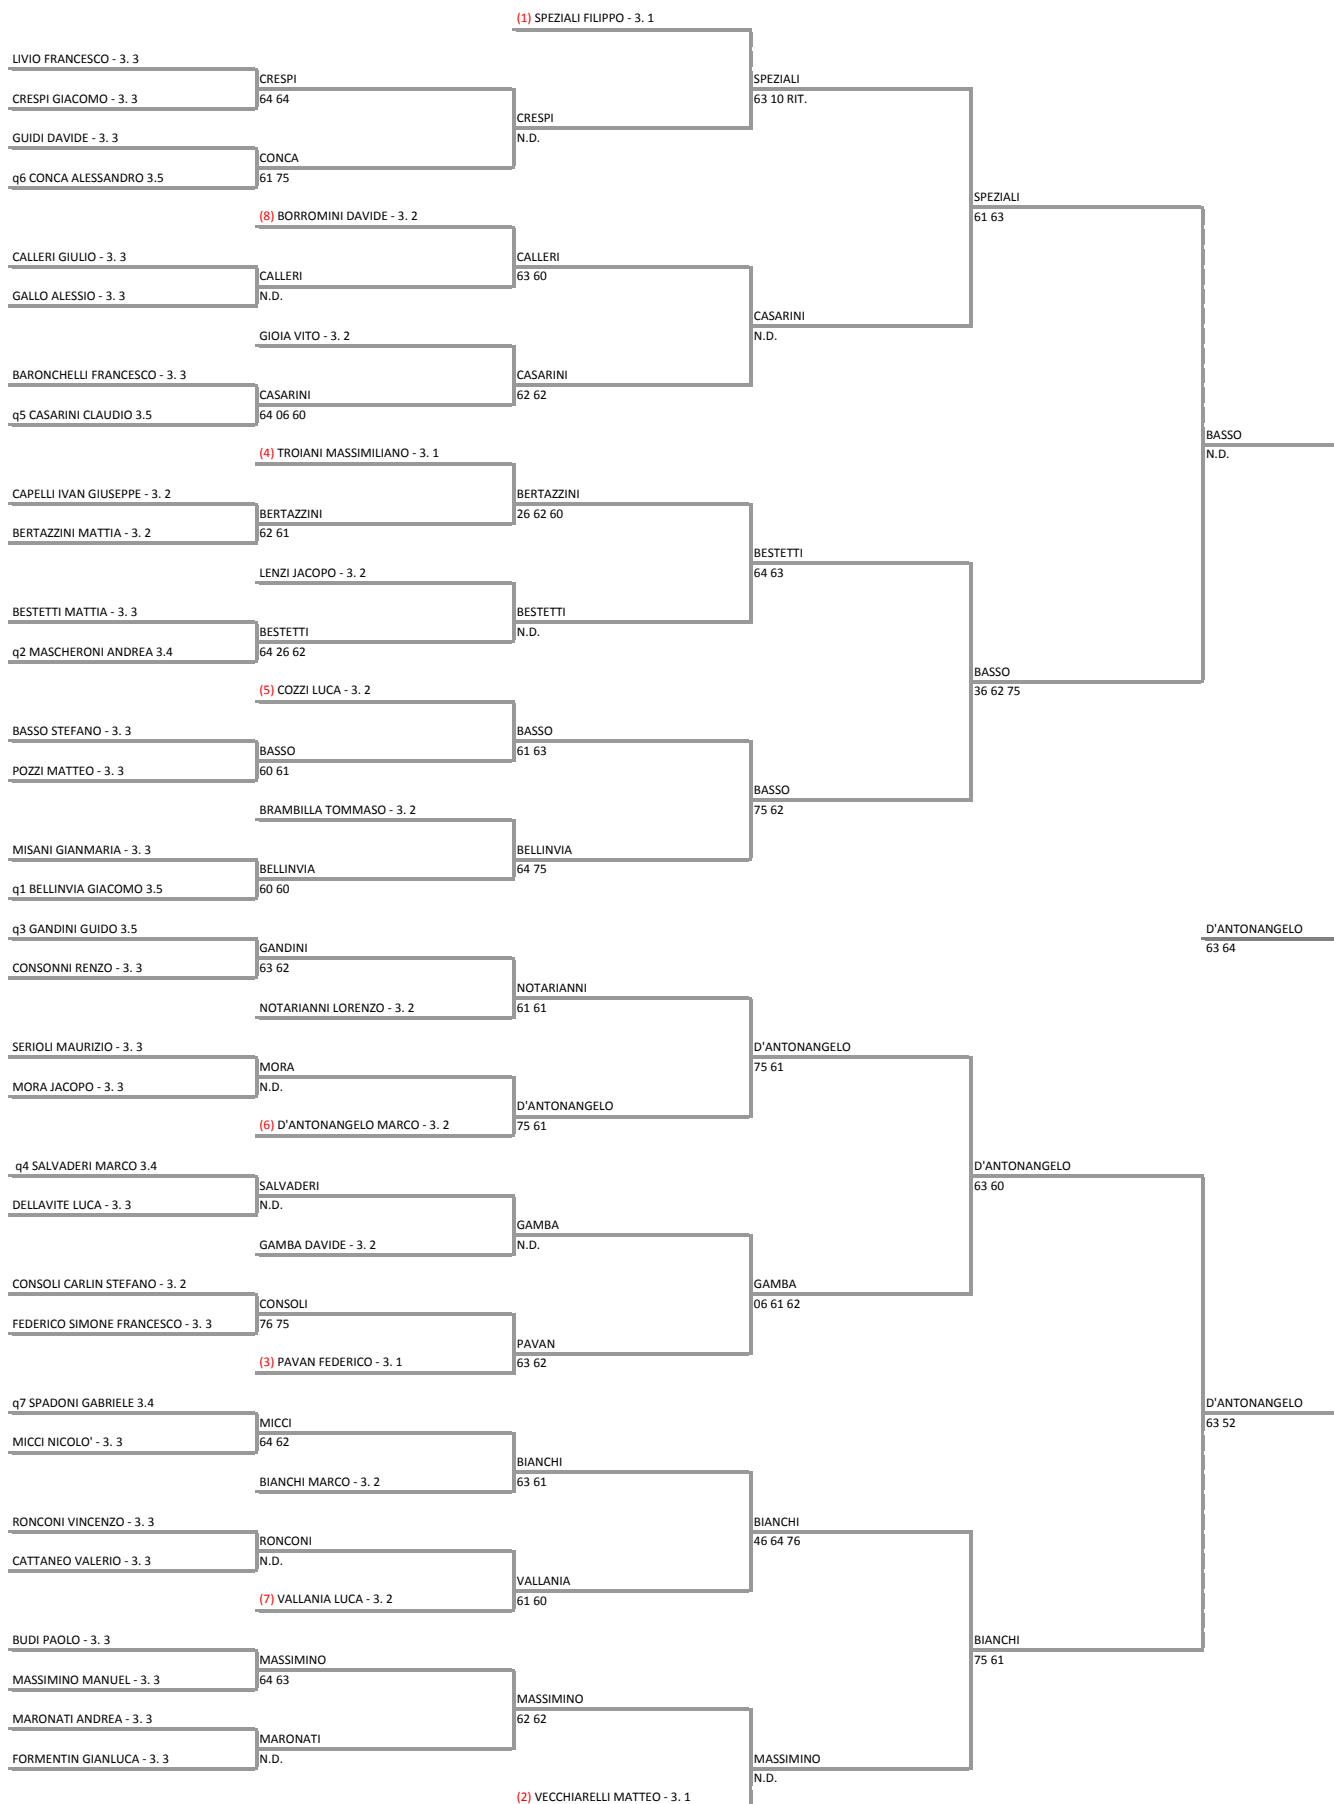 (1) SPEZIALI FILIPPO - 3. 1
LIVIO FRANCESCO - 3. 3
CRESPI
SPEZIALI
CRESPI GIACOMO - 3. 3
64 64
63 10 RIT.
CRESPI
GUIDI DAVIDE - 3. 3
N.D.
CONCA
q6 CONCA ALESSANDRO 3.5
61 75
SPEZIALI
(8) BORROMINI DAVIDE - 3. 2
61 63
CALLERI GIULIO - 3. 3
CALLERI
CALLERI
63 60
GALLO ALESSIO - 3. 3
N.D.
CASARINI
GIOIA VITO - 3. 2
N.D.
BARONCHELLI FRANCESCO - 3. 3
CASARINI
CASARINI
62 62
q5 CASARINI CLAUDIO 3.5
64 06 60
BASSO
(4) TROIANI MASSIMILIANO - 3. 1
N.D.
CAPELLI IVAN GIUSEPPE - 3. 2
BERTAZZINI
BERTAZZINI
26 62 60
BERTAZZINI MATTIA - 3. 2
62 61
BESTETTI
LENZI JACOPO - 3. 2
64 63
BESTETTI MATTIA - 3. 3
BESTETTI
BESTETTI
N.D.
q2 MASCHERONI ANDREA 3.4
64 26 62
BASSO
(5) COZZI LUCA - 3. 2
36 62 75
BASSO STEFANO - 3. 3
BASSO
BASSO
61 63
POZZI MATTEO - 3. 3
60 61
BASSO
BRAMBILLA TOMMASO - 3. 2
75 62
MISANI GIANMARIA - 3. 3
BELLINVIA
BELLINVIA
64 75
q1 BELLINVIA GIACOMO 3.5
60 60
q3 GANDINI GUIDO 3.5
D'ANTONANGELO
GANDINI
63 64
CONSONNI RENZO - 3. 3
63 62
NOTARIANNI
NOTARIANNI LORENZO - 3. 2
61 61
SERIOLI MAURIZIO - 3. 3
D'ANTONANGELO
MORA
75 61
MORA JACOPO - 3. 3
N.D.
D'ANTONANGELO
(6) D'ANTONANGELO MARCO - 3. 2
75 61
q4 SALVADERI MARCO 3.4
D'ANTONANGELO
SALVADERI
63 60
DELLAVITE LUCA - 3. 3
N.D.
GAMBA
GAMBA DAVIDE - 3. 2
N.D.
CONSOLI CARLIN STEFANO - 3. 2
GAMBA
CONSOLI
06 61 62
FEDERICO SIMONE FRANCESCO - 3. 3
76 75
PAVAN
(3) PAVAN FEDERICO - 3. 1
63 62
q7 SPADONI GABRIELE 3.4
D'ANTONANGELO
MICCI
63 52
MICCI NICOLO' - 3. 3
64 62
BIANCHI
BIANCHI MARCO - 3. 2
63 61
RONCONI VINCENZO - 3. 3
BIANCHI
RONCONI
46 64 76
CATTANEO VALERIO - 3. 3
N.D.
VALLANIA
(7) VALLANIA LUCA - 3. 2
61 60
BUDI PAOLO - 3. 3
BIANCHI
MASSIMINO
75 61
MASSIMINO MANUEL - 3. 3
64 63
MASSIMINO
MARONATI ANDREA - 3. 3
62 62
MARONATI
FORMENTIN GIANLUCA - 3. 3
N.D.
MASSIMINO
N.D.
(2) VECCHIARELLI MATTEO - 3. 1